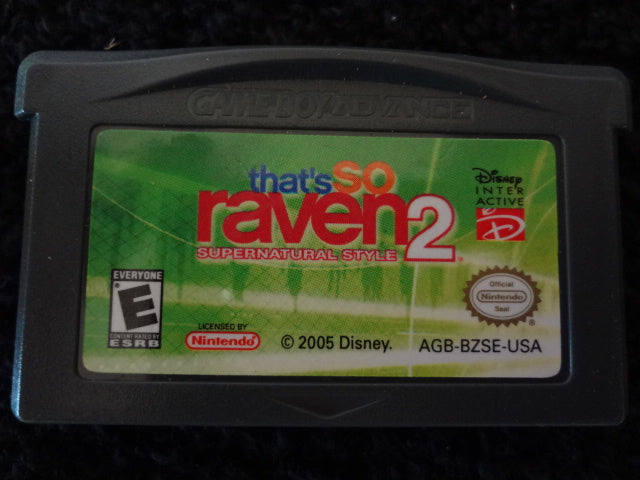 GAME BOY ADVANCE
that's so
raven 2
SUPERNATURAL STYLE
TM
Disney
INTER
ACTIVE
D
EVERYONE
E
CONTENT RATED BY
ESRB
LICENSED BY
Nintendo
© 2005 Disney.
Official
Nintendo
Seal
®
AGB-BZSE-USA